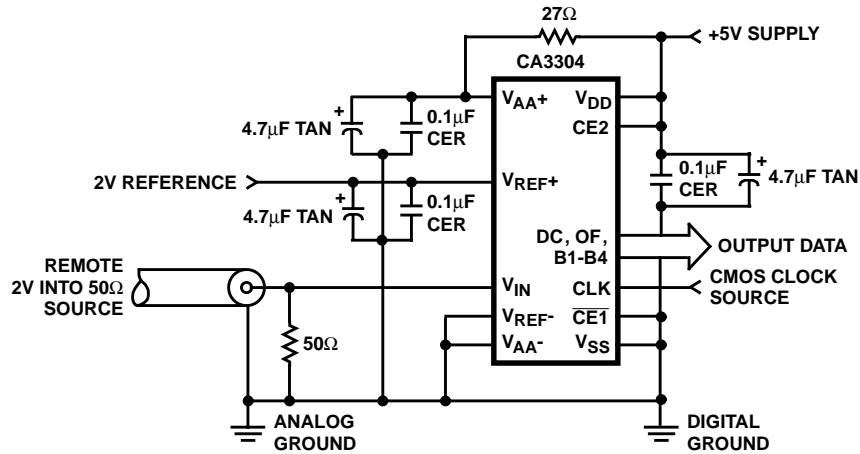 27Ω
+5V SUPPLY
CA3304
VAA+
VDD
4.7μF TAN
+
0.1μF
CER
CE2
0.1μF
CER
+
4.7μF TAN
2V REFERENCE
VREF+
4.7μF TAN
+
0.1μF
CER
DC, OF,
B1-B4
OUTPUT DATA
REMOTE
2V INTO 50Ω
SOURCE
VIN
CLK
CMOS CLOCK
SOURCE
50Ω
VREF-
CE1
VAA-
VSS
ANALOG
GROUND
DIGITAL
GROUND